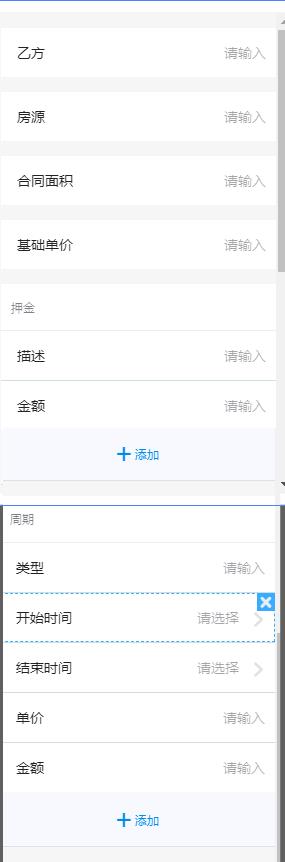 乙方 请输入
房源 请输入
合同面积 请输入
基础单价 请输入
押金
描述 请输入
金额 请输入
+ 添加
周期
类型 请输入
开始时间 请选择
结束时间 请选择
单价 请输入
金额 请输入
+ 添加